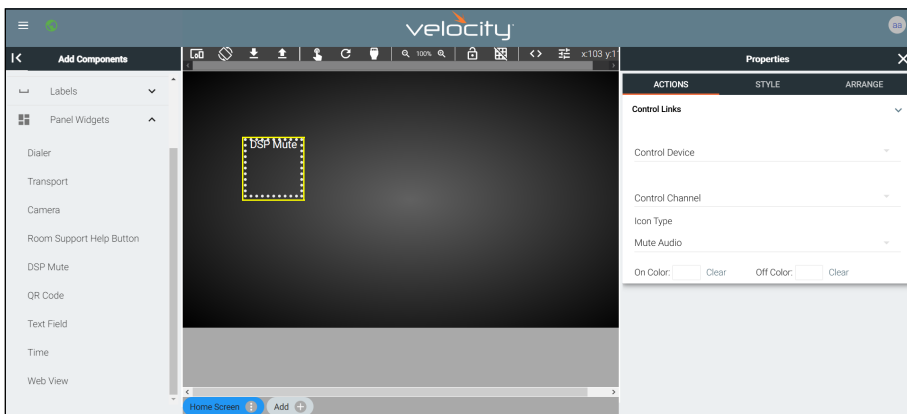 velocity
aa
Add Components
100%
x:103 y:1
Properties
ACTIONS STYLE ARRANGE
Labels
Panel Widgets
Dialer
Transport
Camera
Room Support Help Button
DSP Mute
QR Code
Text Field
Time
Web View
DSP Mute
Home Screen
Add
Control Links
Control Device
Control Channel
Icon Type
Mute Audio
On Color: Clear Off Color: Clear